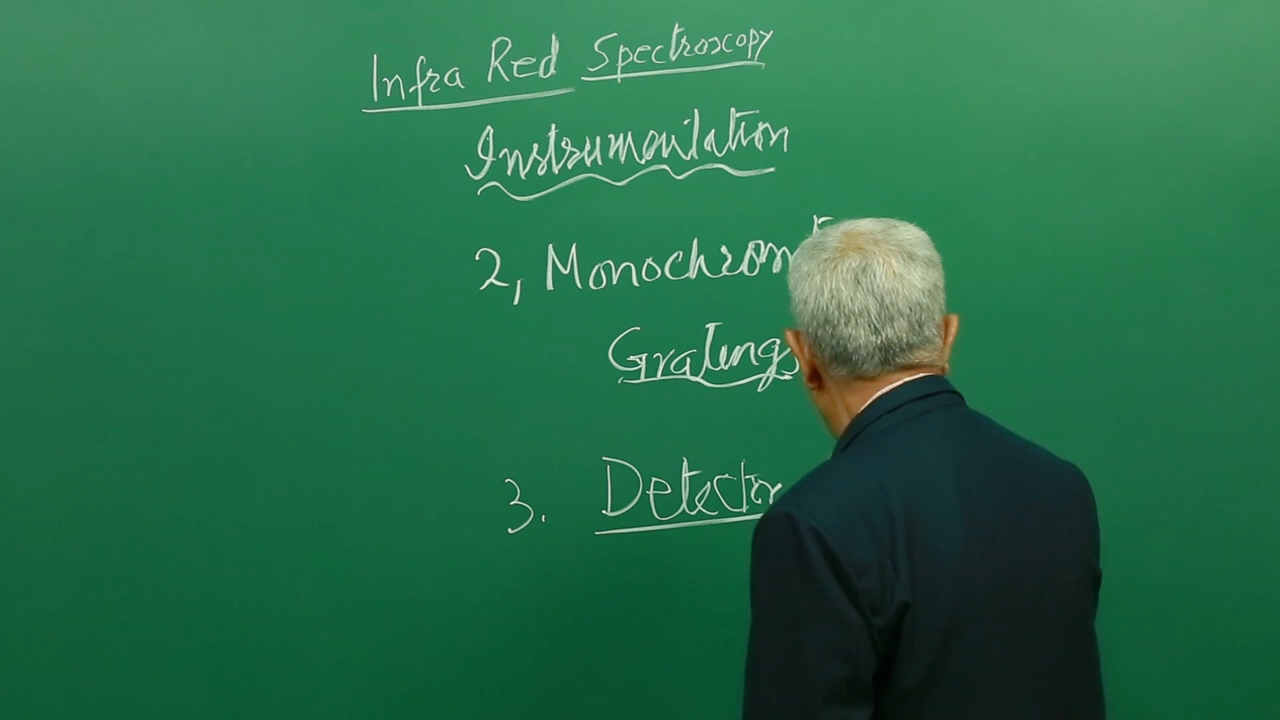 Infra Red Spectroscopy
Instrumentation
2, Monochrom
Gratings
3. Detector